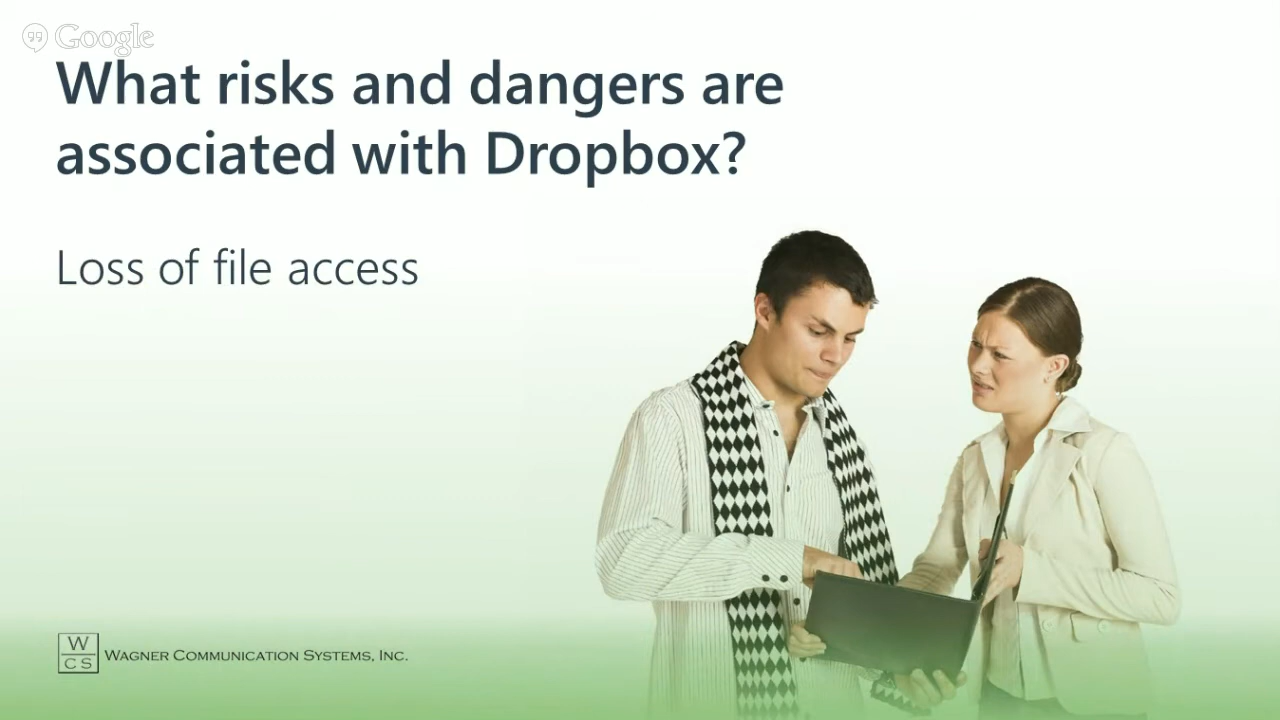 Google
What risks and dangers are
associated with Dropbox?
Loss of file access
W
CS
WAGNER COMMUNICATION SYSTEMS, INC.